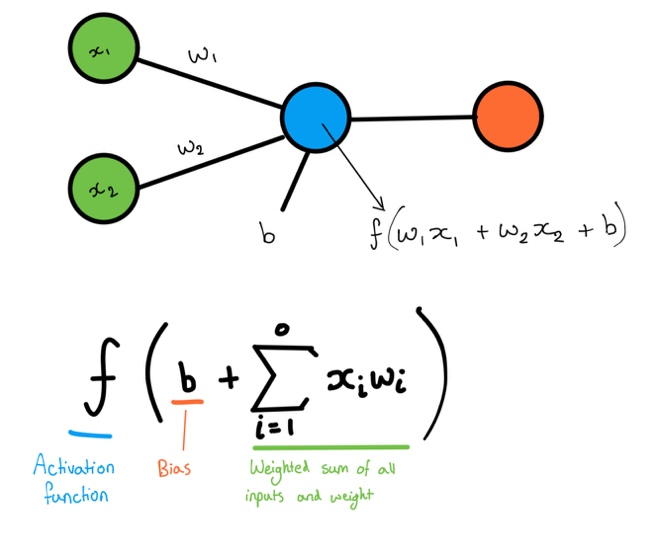 x₁
w₁
w₂
x₂
b
f(w₁x₁ + w₂x₂ + b)
o
f ( b + Σ xᵢwᵢ )
i=1
Activation
function
Bias
Weighted sum of all
inputs and weight